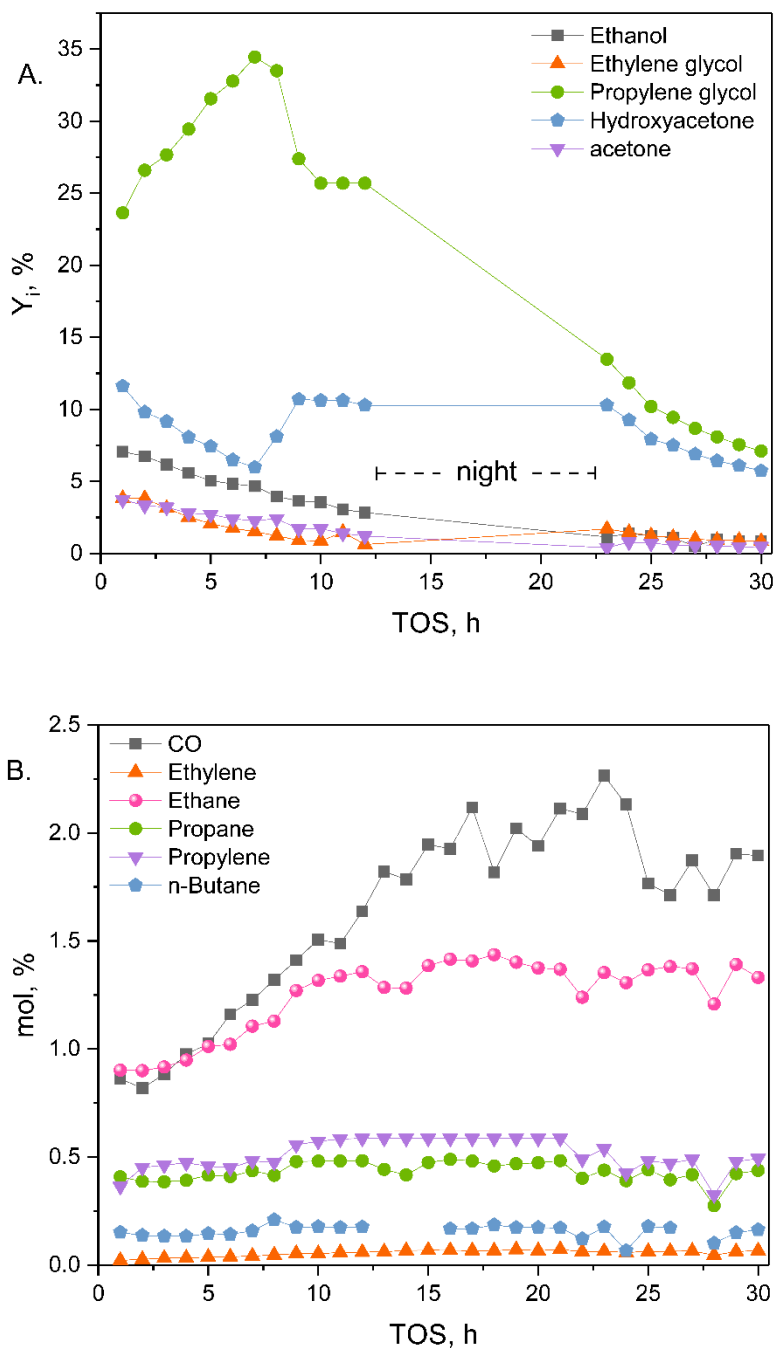 A.
Ethanol
Ethylene glycol
Propylene glycol
Hydroxyacetone
acetone
35
30
25
20
15
10
5
0
Yi, %
night
0 5 10 15 20 25 30
TOS, h
B.
CO
Ethylene
Ethane
Propane
Propylene
n-Butane
2.5
2.0
1.5
1.0
0.5
0.0
mol, %
0 5 10 15 20 25 30
TOS, h